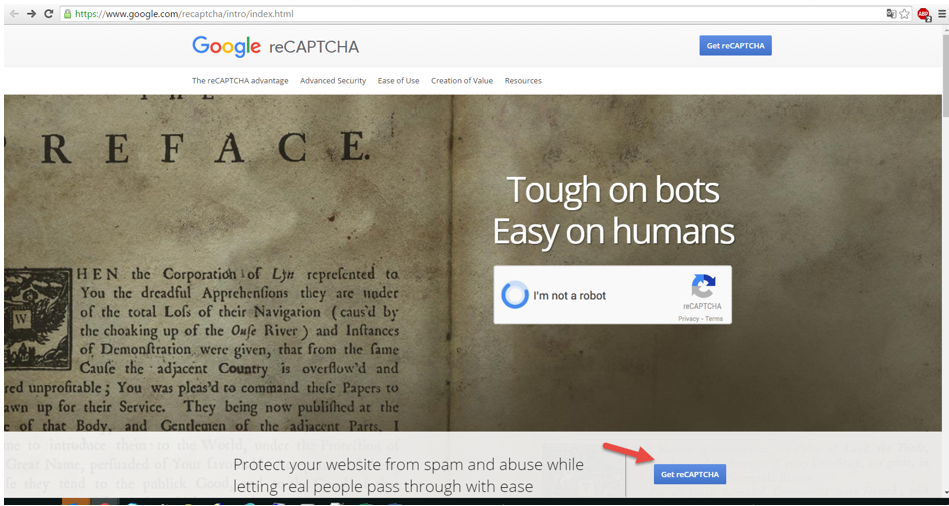 https://www.google.com/recaptcha/intro/index.html
ABP
2
Google reCAPTCHA
Get reCAPTCHA
The reCAPTCHA advantage Advanced Security Ease of Use Creation of Value Resources
REFACE.
Tough on bots
Easy on humans
I'm not a robot
reCAPTCHA
Privacy - Terms
W
HEN the Corporation of Lyn repreſented to
You the dreadful Apprehenſions they are under
of the total Loſs of their Navigation (caus'd by
the choaking up of the Ouſe River) and Inſtances
of Demonſtration were given, that from the ſame
Cauſe the adjacent Country is overflow'd and
red unprofitable; You was pleas'd to command theſe Papers to
awn up for their Service. They being now publiſhed at the
e of that Body, and Gentlemen of the adjacent Parts, I
me to introduce them to the World, under the
Great Name, perſuaded of Your
ſe they tend to the publick Good,
Protect your website from spam and abuse while
letting real people pass through with ease
Get reCAPTCHA